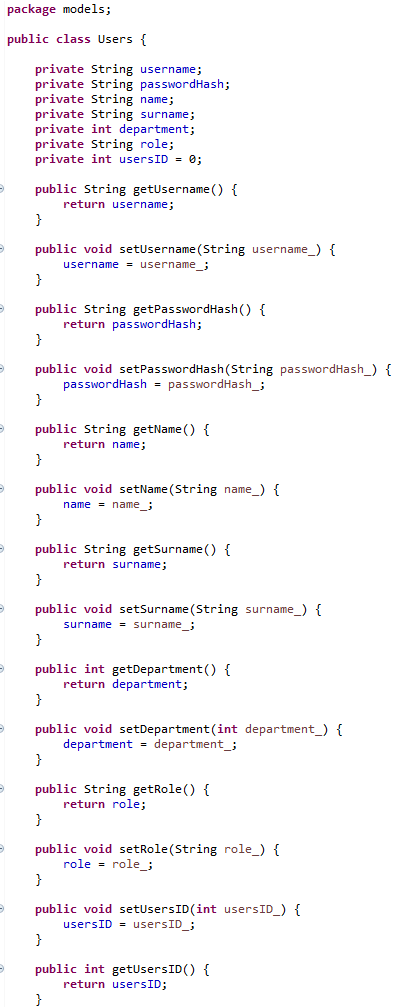 package models;
public class Users {
private String username;
private String passwordHash;
private String name;
private String surname;
private int department;
private String role;
private int usersID = 0;
public String getUsername() {
return username;
}
public void setUsername(String username_) {
username = username_;
}
public String getPasswordHash() {
return passwordHash;
}
public void setPasswordHash(String passwordHash_) {
passwordHash = passwordHash_;
}
public String getName() {
return name;
}
public void setName(String name_) {
name = name_;
}
public String getSurname() {
return surname;
}
public void setSurname(String surname_) {
surname = surname_;
}
public int getDepartment() {
return department;
}
public void setDepartment(int department_) {
department = department_;
}
public String getRole() {
return role;
}
public void setRole(String role_) {
role = role_;
}
public void setUsersID(int usersID_) {
usersID = usersID_;
}
public int getUsersID() {
return usersID;
}